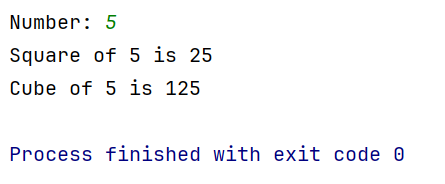 Number: 5
Square of 5 is 25
Cube of 5 is 125
Process finished with exit code 0